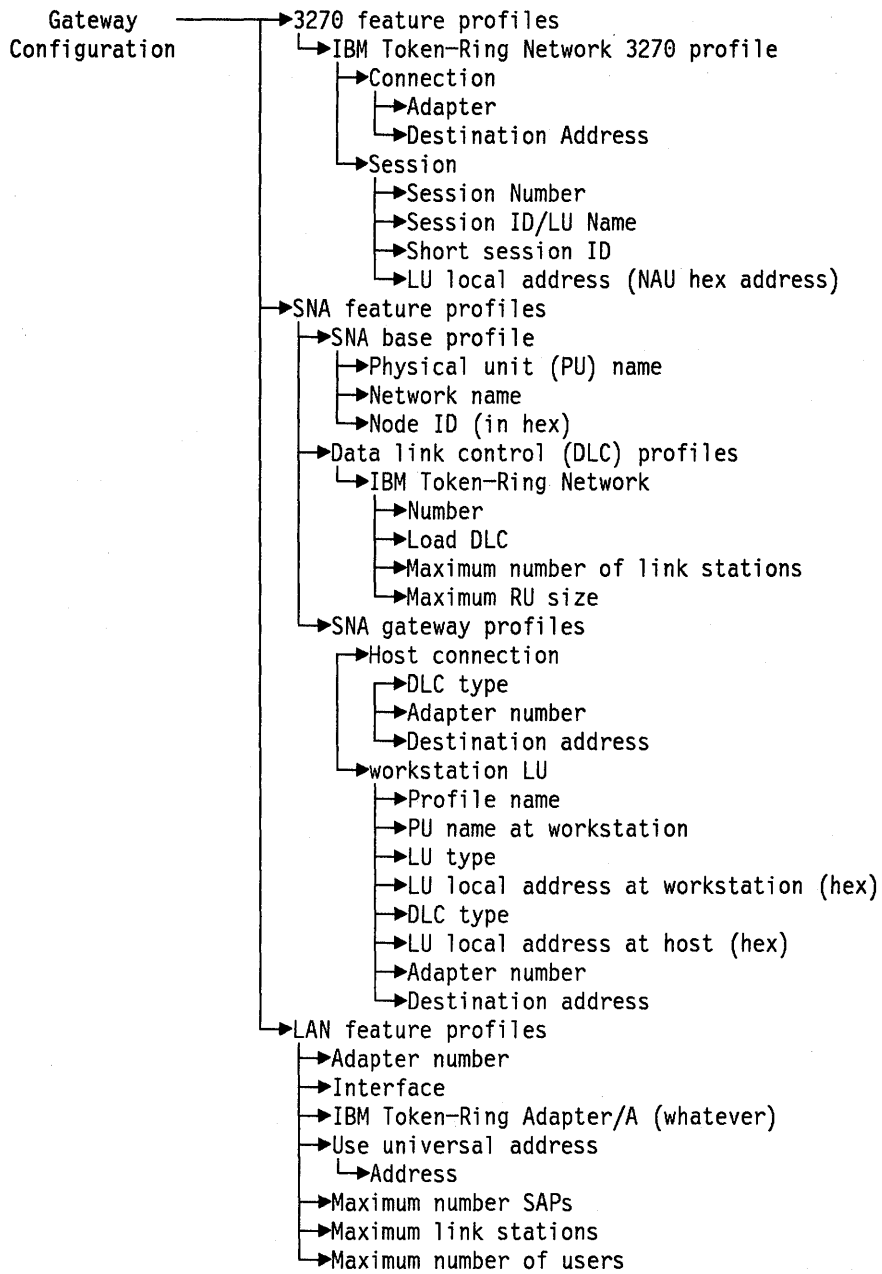 Gateway
Configuration
3270 feature profiles
IBM Token-Ring Network 3270 profile
Connection
Adapter
Destination Address
Session
Session Number
Session ID/LU Name
Short session ID
LU local address (NAU hex address)
SNA feature profiles
SNA base profile
Physical unit (PU) name
Network name
Node ID (in hex)
Data link control (DLC) profiles
IBM Token-Ring Network
Number
Load DLC
Maximum number of link stations
Maximum RU size
SNA gateway profiles
Host connection
DLC type
Adapter number
Destination address
workstation LU
Profile name
PU name at workstation
LU type
LU local address at workstation (hex)
DLC type
LU local address at host (hex)
Adapter number
Destination address
LAN feature profiles
Adapter number
Interface
IBM Token-Ring Adapter/A (whatever)
Use universal address
Address
Maximum number SAPs
Maximum link stations
Maximum number of users